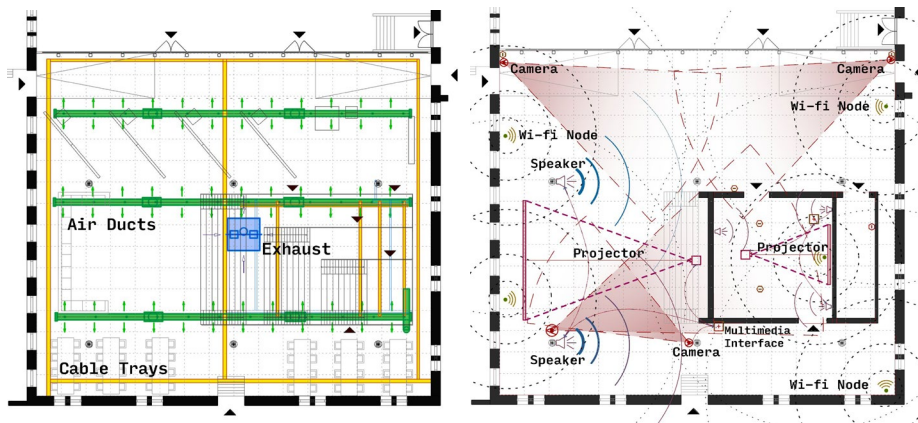 Air Ducts
Exhaust
Cable Trays
Camera
Camera
Wi-fi Node
Wi-fi Node
Speaker
Projector
Projector
Multimedia
Interface
Camera
Speaker
Wi-fi Node